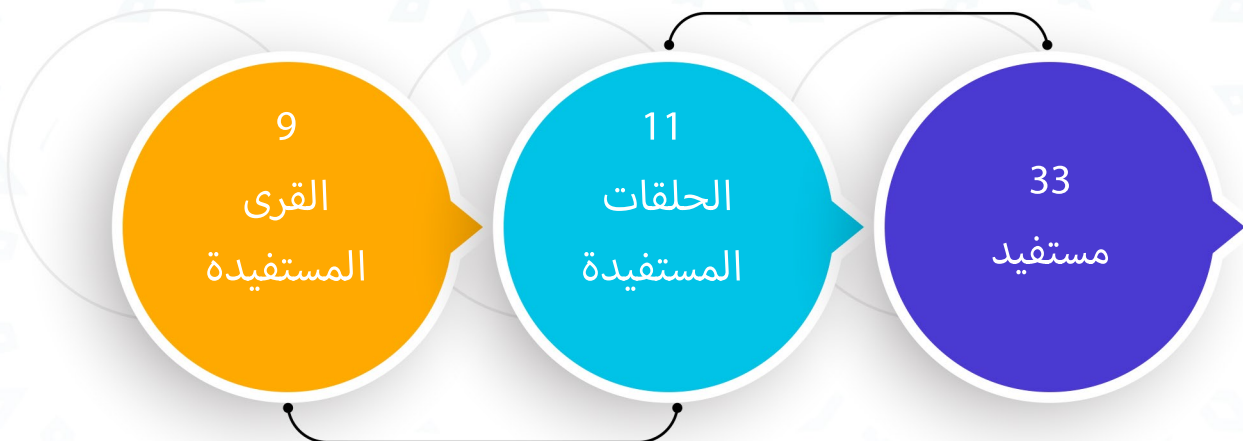 33
مستفيد
11
الحلقات
المستفيدة
9
القرى
المستفيدة